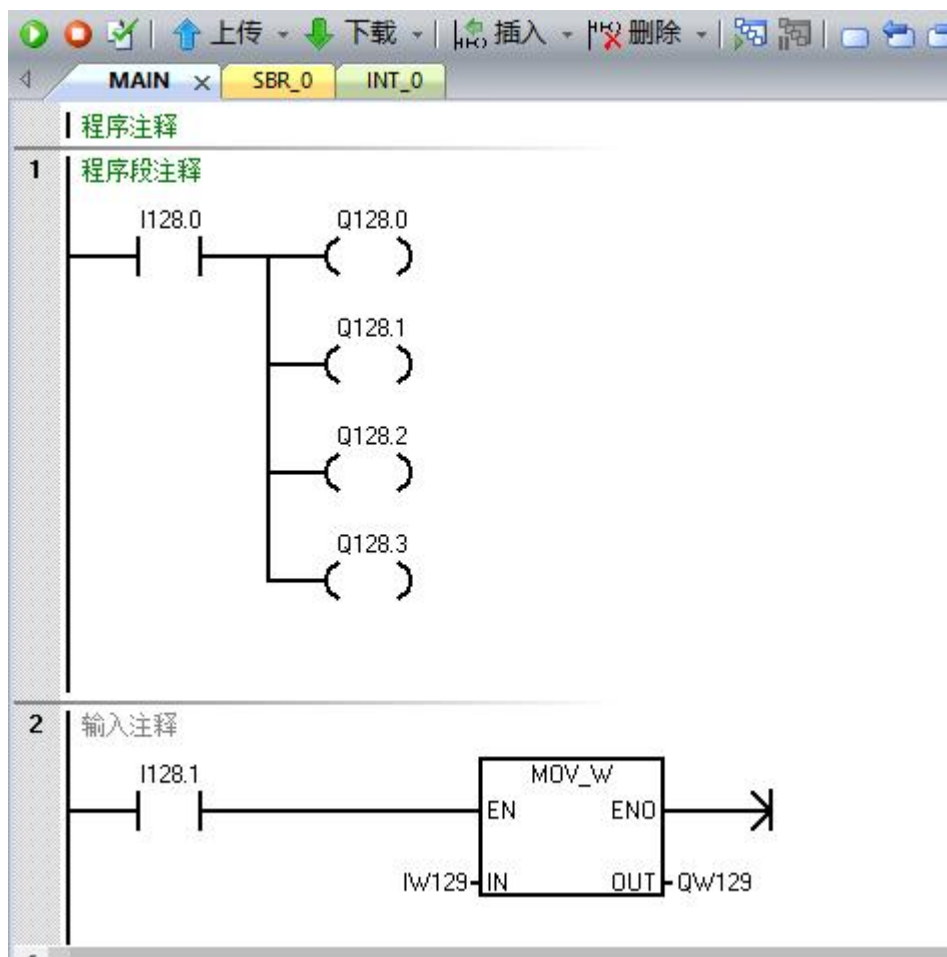 上传 下载 插入 删除
MAIN SBR_0 INT_0
程序注释
1 程序段注释
I128.0 Q128.0
Q128.1
Q128.2
Q128.3
2 输入注释
I128.1 MOV_W
EN ENO
IW129 IN OUT QW129